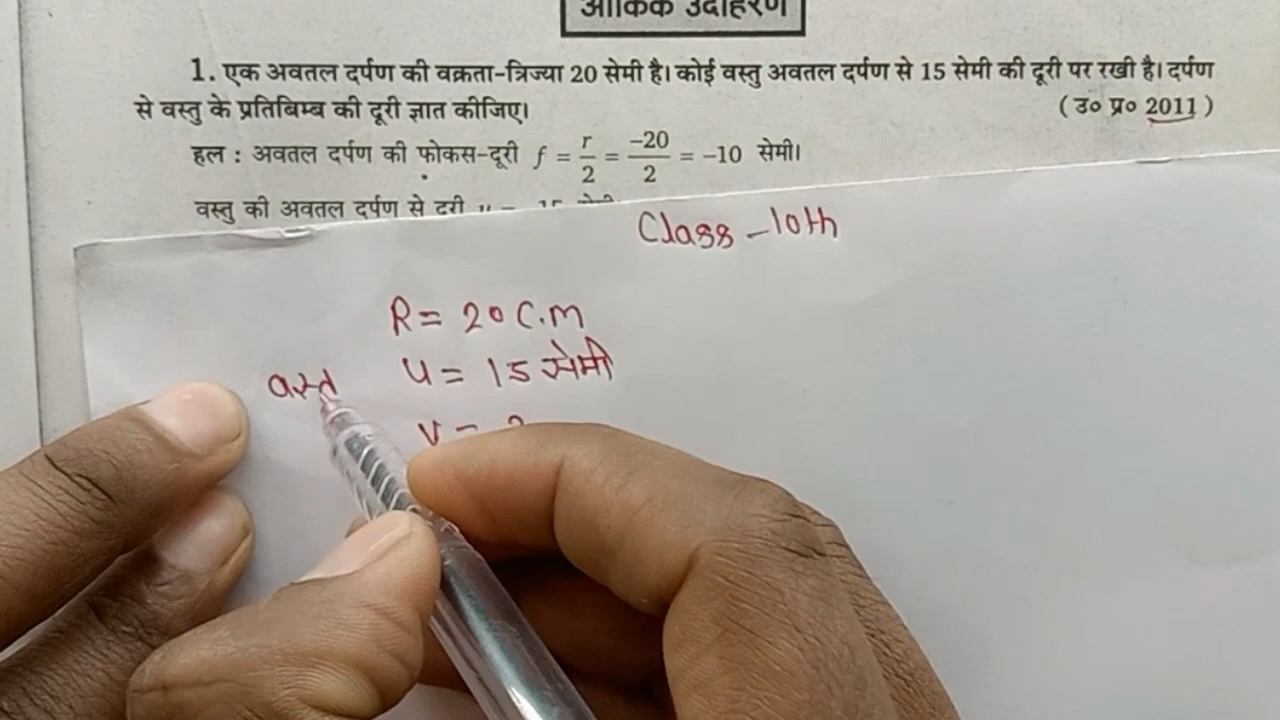 आंकिक उदाहरण
1. एक अवतल दर्पण की वक्रता-त्रिज्या 20 सेमी है। कोई वस्तु अवतल दर्पण से 15 सेमी की दूरी पर रखी है। दर्पण
से वस्तु के प्रतिबिम्ब की दूरी ज्ञात कीजिए।
( उ० प्र० 2011 )
हल : अवतल दर्पण की फोकस-दूरी f = r/2 = -20/2 = -10 सेमी।
वस्तु की अवतल दर्पण से दूरी
Class - 10th
R = 20 C.m
u = 15 सेमी
v =